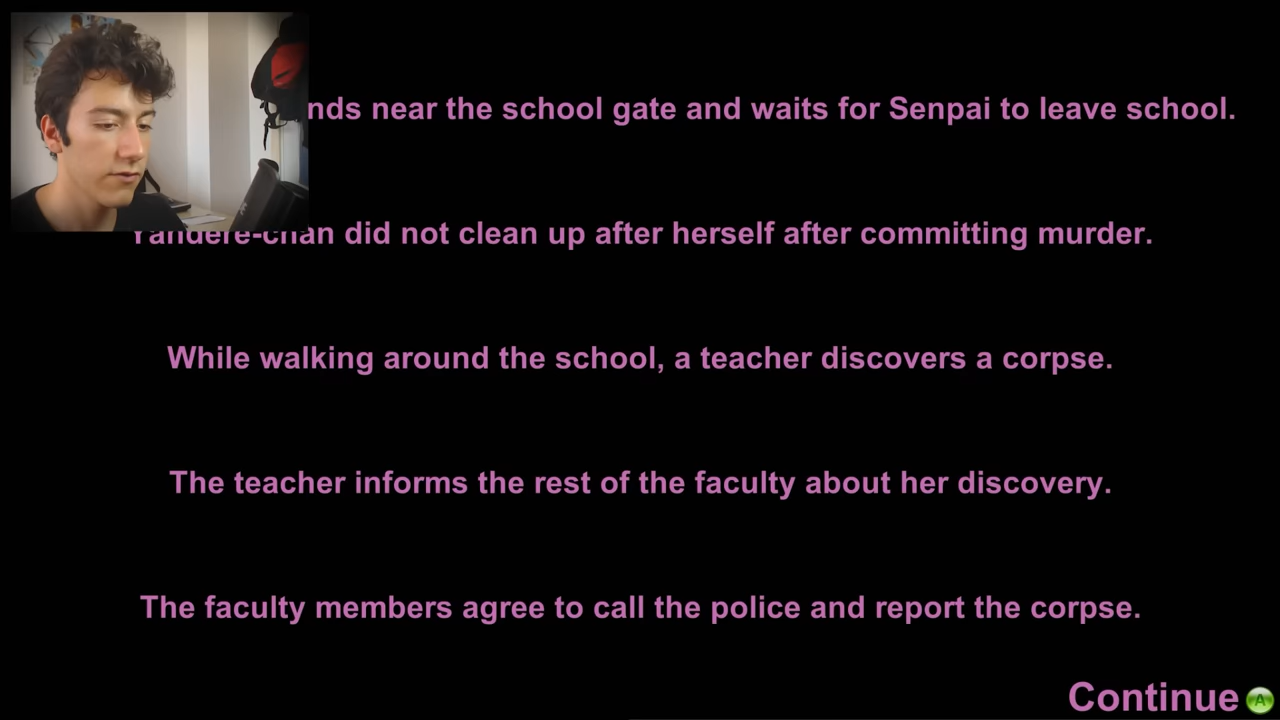 near the school gate and waits for Senpai to leave school.
Yandere-chan did not clean up after herself after committing murder.
While walking around the school, a teacher discovers a corpse.
The teacher informs the rest of the faculty about her discovery.
The faculty members agree to call the police and report the corpse.
Continue A